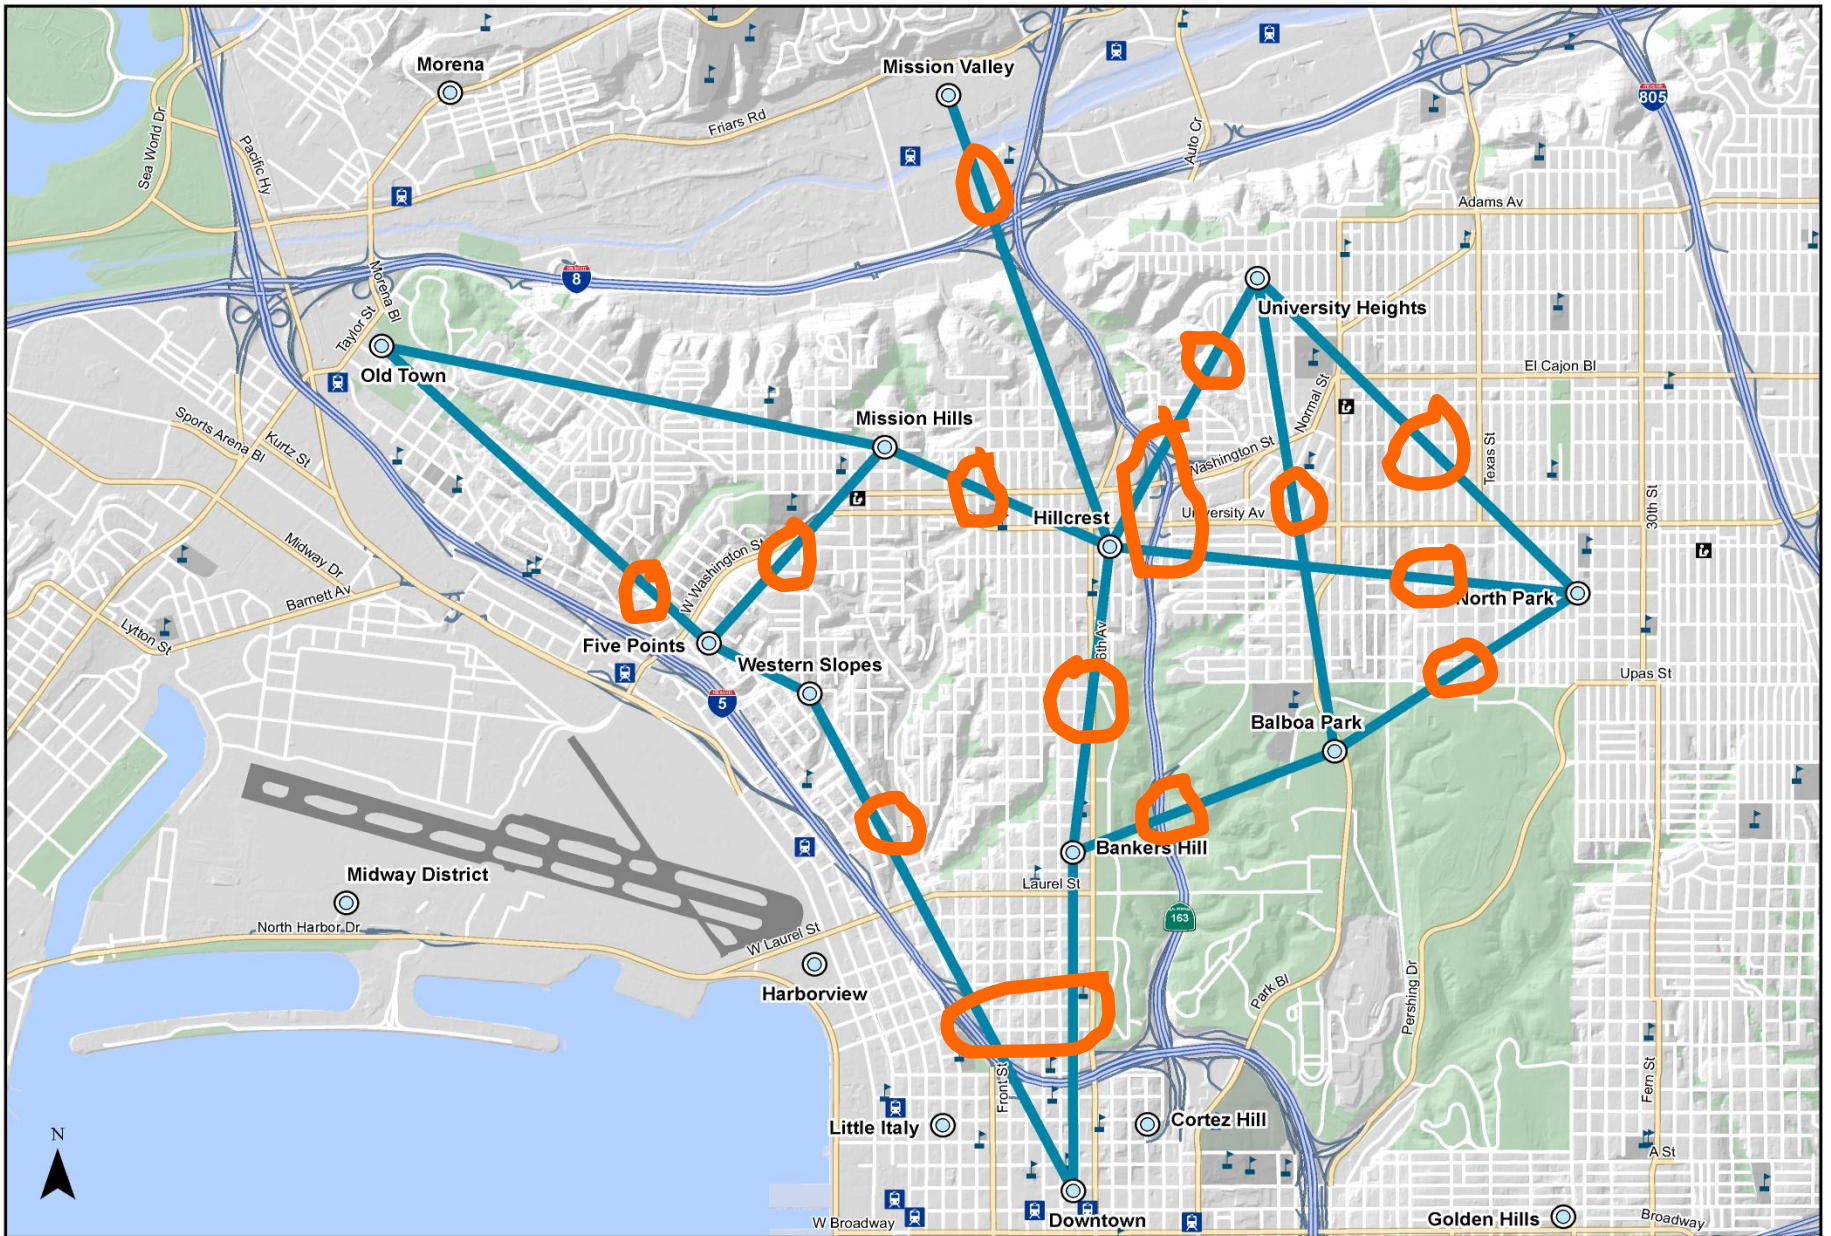 Morena
Mission Valley
805
Friars Rd
Auto Cr
Sea World Dr
Pacific Hy
Adams Av
8
Morena Bl
University Heights
Taylor St
Old Town
El Cajon Bl
Normal St
Mission Hills
Sports Arena Bl
Kurtz St
Washington St
Texas St
30th St
Hillcrest
University Av
Midway Dr
W Washington St
Barnett Av
North Park
Lytton St
Five Points
6th Av
Western Slopes
Upas St
5
Balboa Park
Bankers Hill
Midway District
Laurel St
163
North Harbor Dr
W Laurel St
Harborview
Park Bl
Pershing Dr
Front St
Fern St
Little Italy
Cortez Hill
N
A St
W Broadway
Downtown
Golden Hills
Broadway